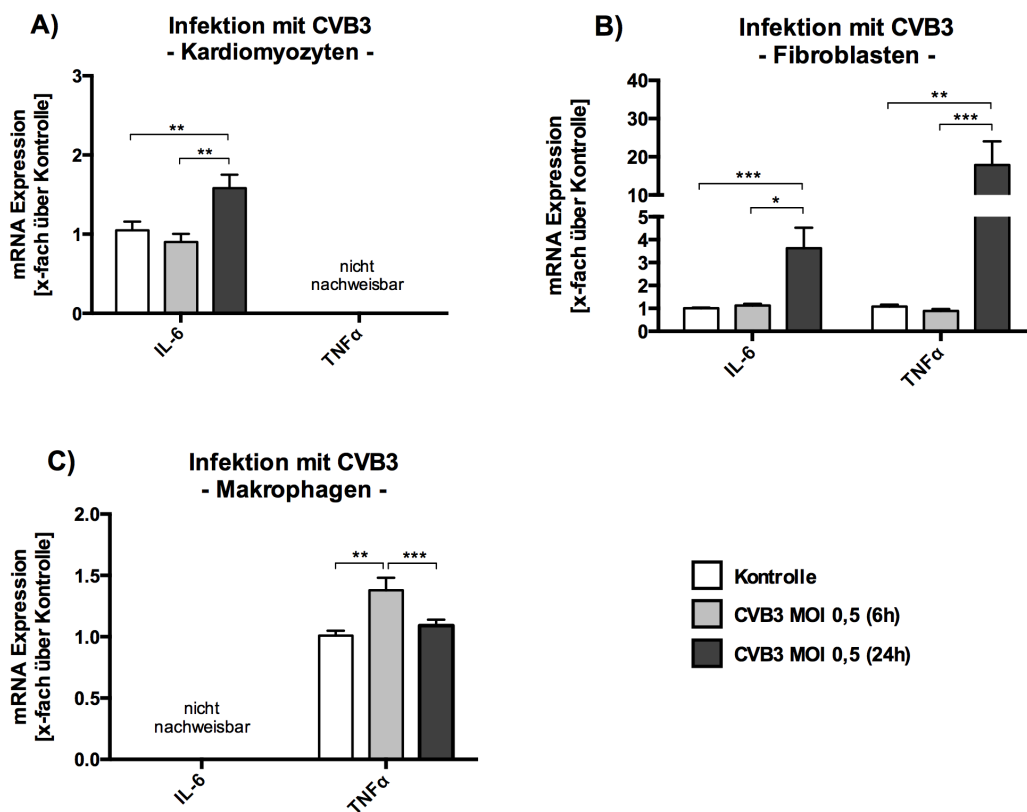 A)
Infektion mit CVB3
- Kardiomyozyten -
mRNA Expression
[x-fach über Kontrolle]
3
2
1
0
**
**
nicht
nachweisbar
IL-6
TNFα
B)
Infektion mit CVB3
- Fibroblasten -
mRNA Expression
[x-fach über Kontrolle]
40
30
20
10
5
4
3
2
1
0
***
*
**
***
IL-6
TNFα
C)
Infektion mit CVB3
- Makrophagen -
mRNA Expression
[x-fach über Kontrolle]
2.0
1.5
1.0
0.5
0.0
nicht
nachweisbar
**
***
IL-6
TNFα
Kontrolle
CVB3 MOI 0,5 (6h)
CVB3 MOI 0,5 (24h)